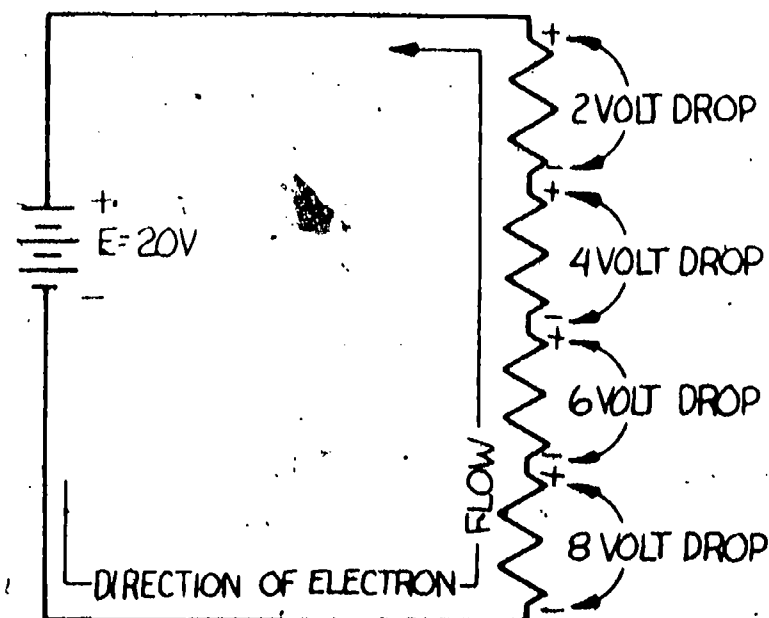 +
2 VOLT DROP
-
+
+
E=20V
-
4 VOLT DROP
-
+
6 VOLT DROP
-
+
FLOW
8 VOLT DROP
-
DIRECTION OF ELECTRON